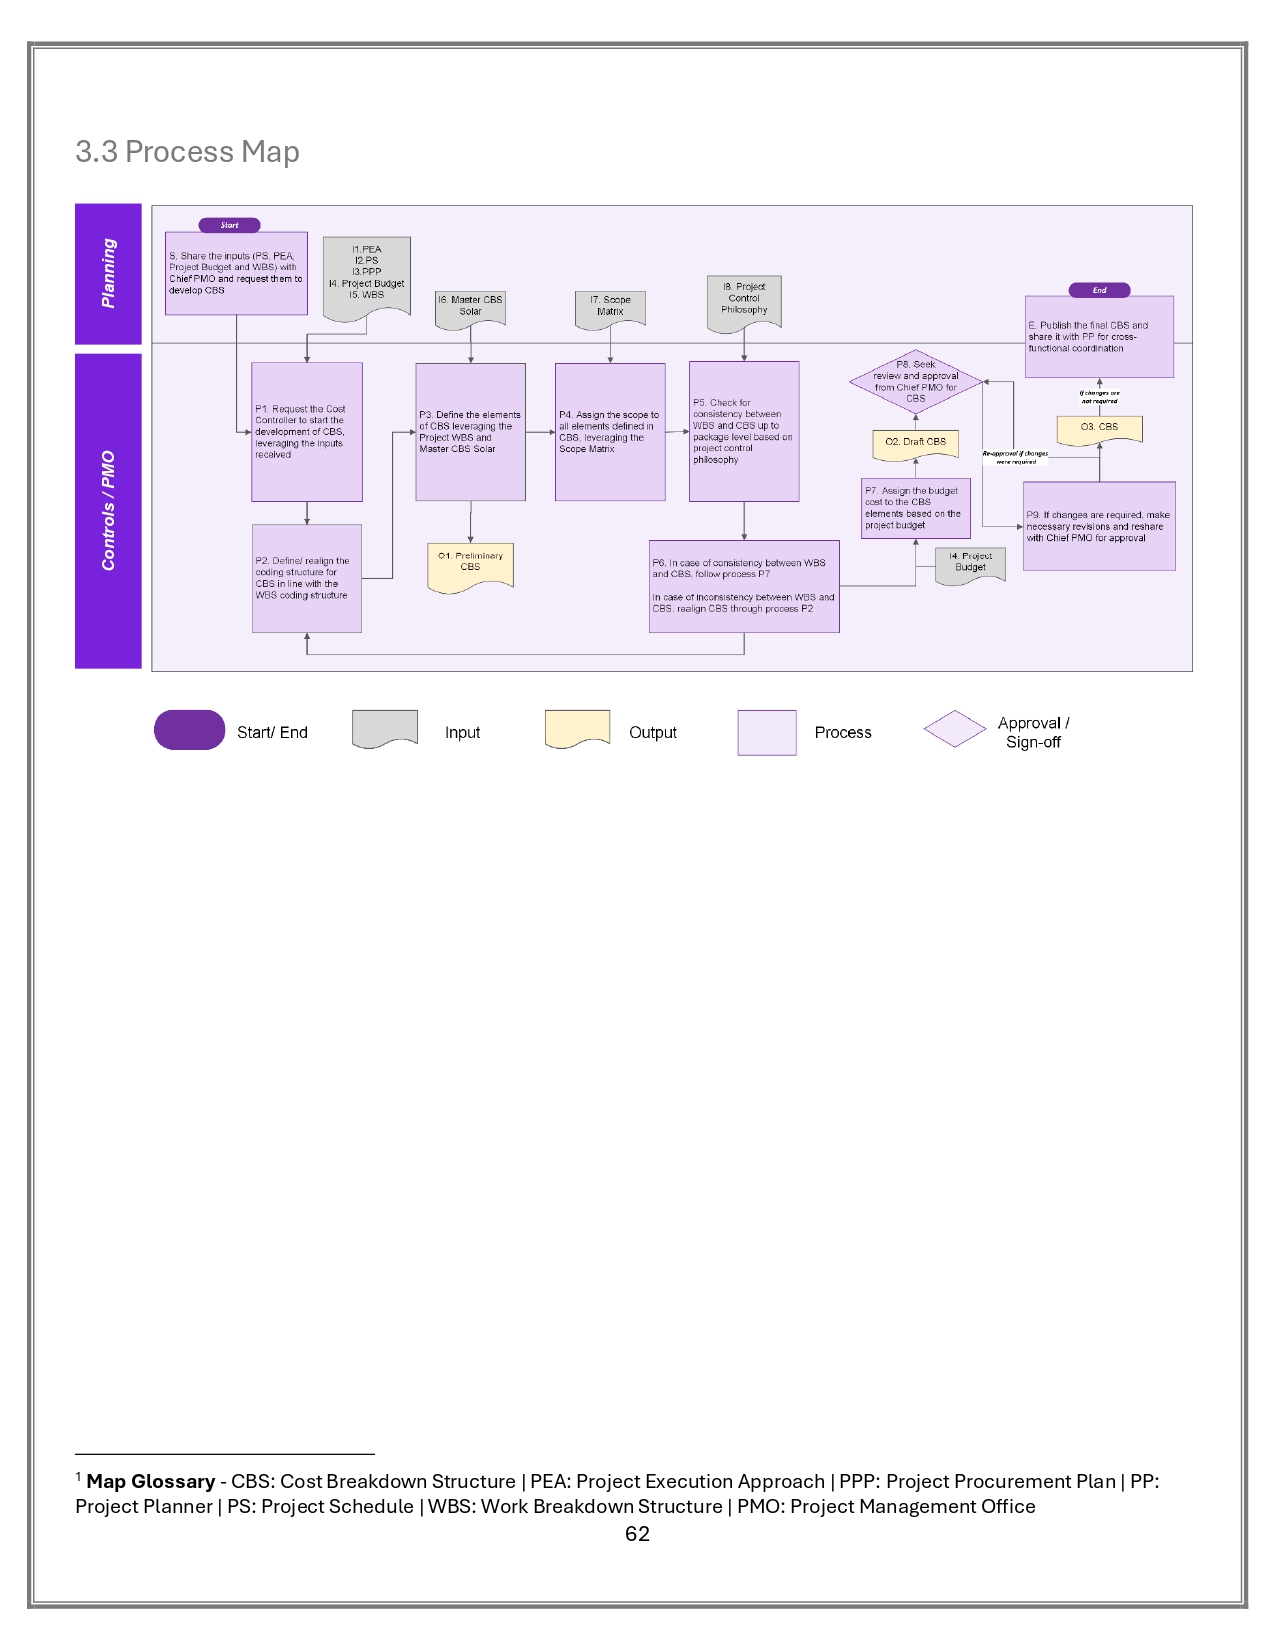 3.3 Process Map
Planning
Start
S. Share the inputs (PS, PEA,
Project Budget and WBS) with
Chief PMO and request them to
develop CBS
I1.PEA
I2.PS
I3.PPP
I4. Project Budget
I5. WBS
I6. Master CBS
Solar
I7. Scope
Matrix
I8. Project
Control
Philosophy
End
E. Publish the final CBS and
share it with PP for cross-
functional coordination
Controls / PMO
P1. Request the Cost
Controller to start the
development of CBS,
leveraging the inputs
received
P2. Define/ realign the
coding structure for
CBS in line with the
WBS coding structure
P3. Define the elements
of CBS leveraging the
Project WBS and
Master CBS Solar
O1. Preliminary
CBS
P4. Assign the scope to
all elements defined in
CBS, leveraging the
Scope Matrix
P5. Check for
consistency between
WBS and CBS up to
package level based on
project control
philosophy
P6. In case of consistency between WBS
and CBS, follow process P7
In case of inconsistency between WBS and
CBS, realign CBS through process P2
P8. Seek
review and approval
from Chief PMO for
CBS
O2. Draft CBS
P7. Assign the budget
cost to the CBS
elements based on the
project budget
I4. Project
Budget
Re-approval if changes
were required
If changes are
not required
O3. CBS
P9. If changes are required, make
necessary revisions and reshare
with Chief PMO for approval
Start/ End
Input
Output
Process
Approval /
Sign-off
1 Map Glossary - CBS: Cost Breakdown Structure | PEA: Project Execution Approach | PPP: Project Procurement Plan | PP:
Project Planner | PS: Project Schedule | WBS: Work Breakdown Structure | PMO: Project Management Office
62